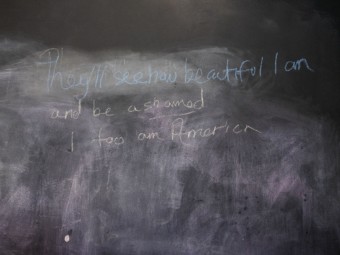 They'll see how beautiful I am
and be ashamed
I too am America